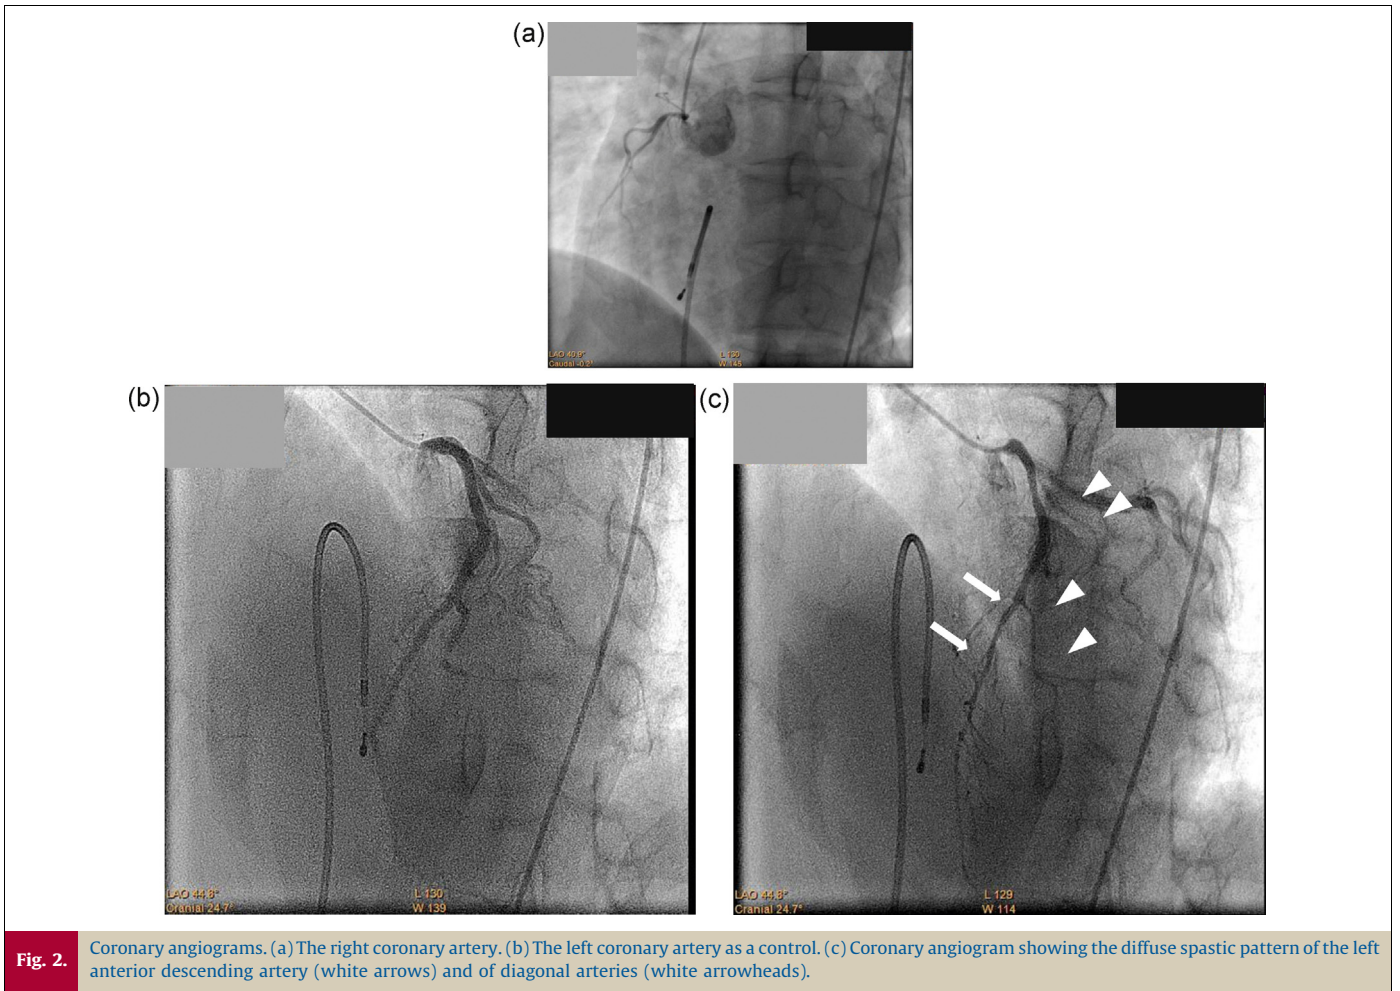 (a)
LAO 40.9°
Caudal -0.2°
L 130
W 145
(b)
LAO 44.8°
Cranial 24.7°
L 130
W 139
(c)
LAO 44.8°
Cranial 24.7°
L 129
W 114
Fig. 2.
Coronary angiograms. (a) The right coronary artery. (b) The left coronary artery as a control. (c) Coronary angiogram showing the diffuse spastic pattern of the left
anterior descending artery (white arrows) and of diagonal arteries (white arrowheads).